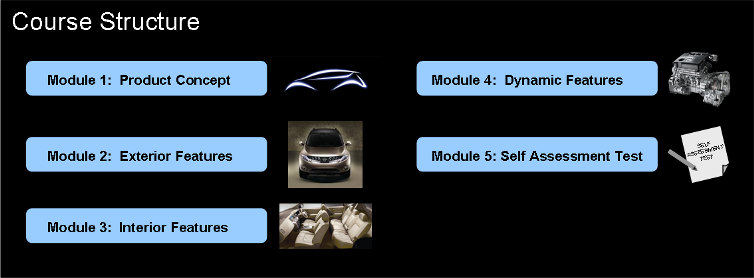 Course Structure
Module 1:  Product Concept
Module 2:  Exterior Features
Module 3:  Interior Features
Module 4:  Dynamic Features
Module 5: Self Assessment Test
SELF
ASSESSMENT
TEST